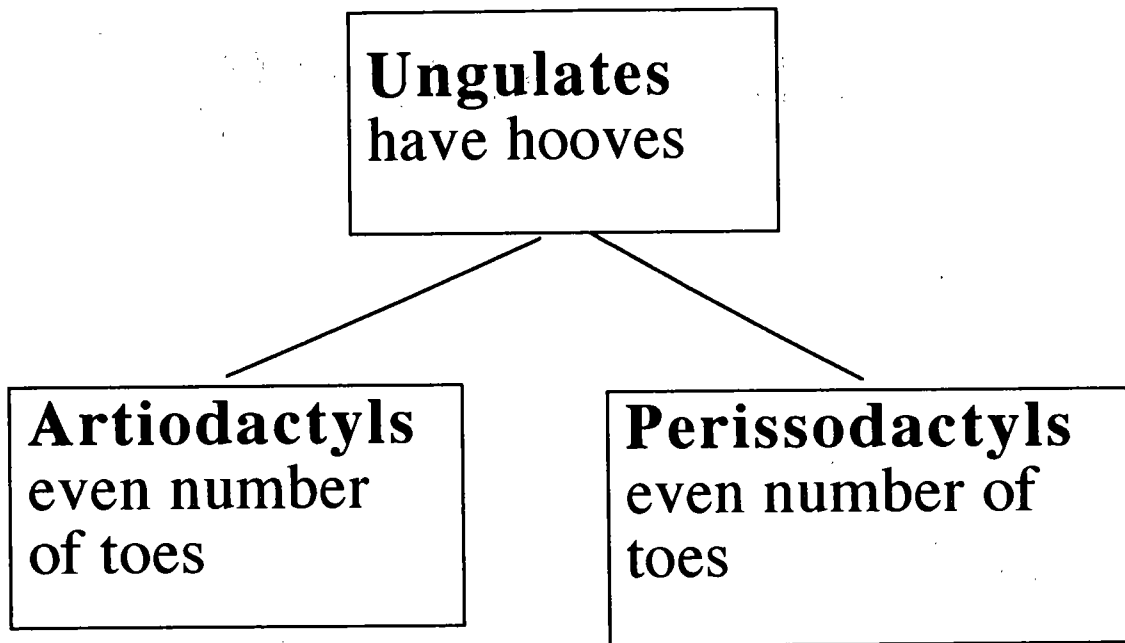 Ungulates
have hooves
Artiodactyls
even number
of toes
Perissodactyls
even number of
toes